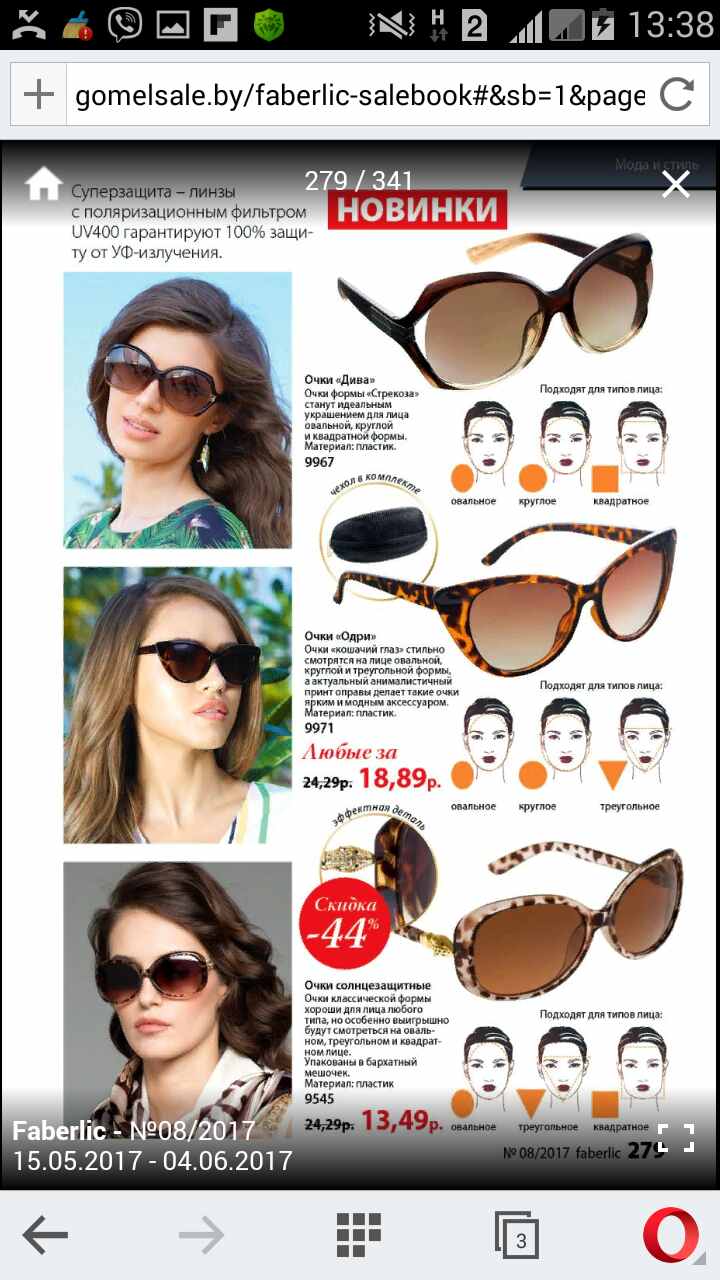 H
2
13:38
gomelsale.by/faberlic-salebook#&sb=1&page
279 / 341
Мода и стиль
Суперзащита – линзы
с поляризационным фильтром
UV400 гарантируют 100% защи-
ту от УФ-излучения.
НОВИНКИ
Очки «Дива»
Очки формы «Стрекоза»
станут идеальным
украшением для лица
овальной, круглой
и квадратной формы.
Материал: пластик.
9967
Подходят для типов лица:
овальное круглое квадратное
чехол в комплекте
Очки «Одри»
Очки «кошачий глаз» стильно
смотрятся на лице овальной,
круглой и треугольной формы,
а актуальный анималистичный
принт оправы делает такие очки
ярким и модным аксессуаром.
Материал: пластик.
9971
Подходят для типов лица:
овальное круглое треугольное
Любые за
24,29р. 18,89р.
эффектная деталь
Скидка
-44%
Очки солнцезащитные
Очки классической формы
хороши для лица любого
типа, но особенно выигрышно
будут смотреться на оваль-
ном, треугольном и квадрат-
ном лице.
Упакованы в бархатный
мешочек.
Материал: пластик
9545
24,29р. 13,49р.
Подходят для типов лица:
овальное треугольное квадратное
Faberlic - №08/2017
15.05.2017 - 04.06.2017
№ 08/2017 faberlic 279
3